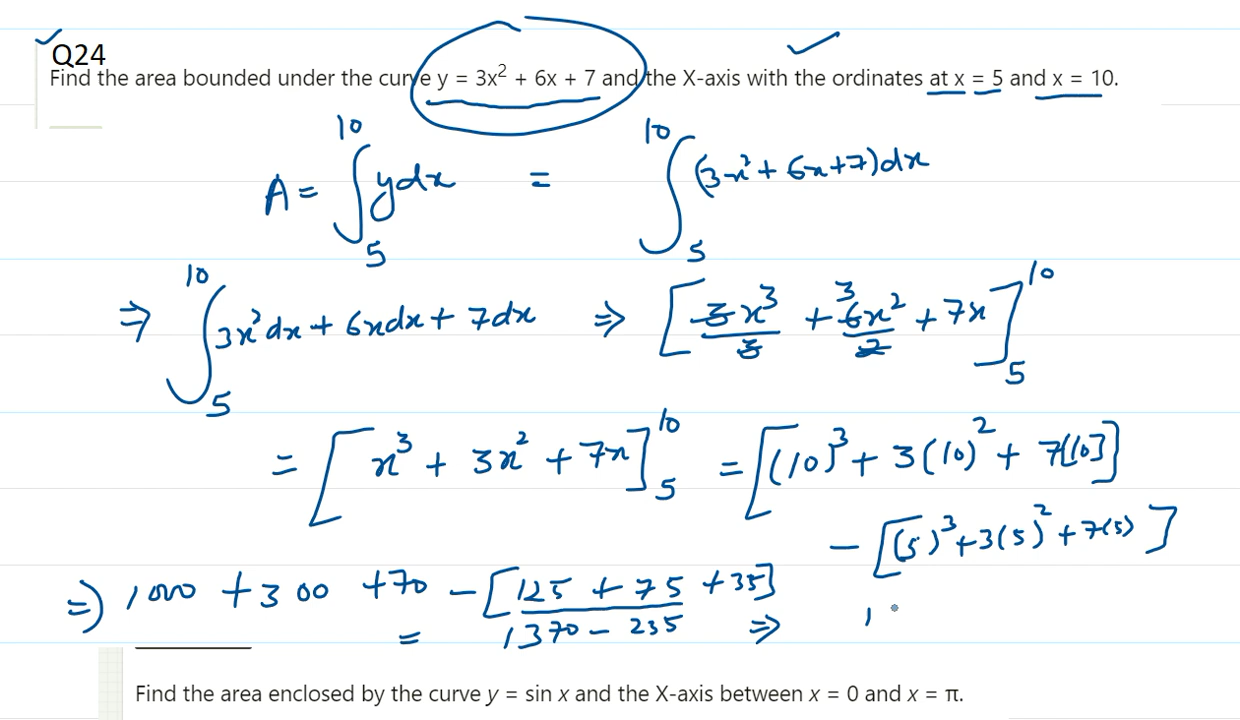 Q24
Find the area bounded under the curve y = 3x² + 6x + 7 and the X-axis with the ordinates at x = 5 and x = 10.
A = ∫₅¹⁰ y dx = ∫₅¹⁰ (3x² + 6x + 7) dx
⇒ ∫₅¹⁰ 3x² dx + 6x dx + 7 dx ⇒ [3x³/3 + 3 6x²/2 + 7x]₅¹⁰
= [x³ + 3x² + 7x]₅¹⁰ = [(10)³ + 3(10)² + 7(10)]
− [(5)³ + 3(5)² + 7(5)]
⇒ 1000 + 300 + 70 − [125 + 75 + 35]
= 1370 − 235 ⇒ 1
Find the area enclosed by the curve y = sin x and the X-axis between x = 0 and x = π.